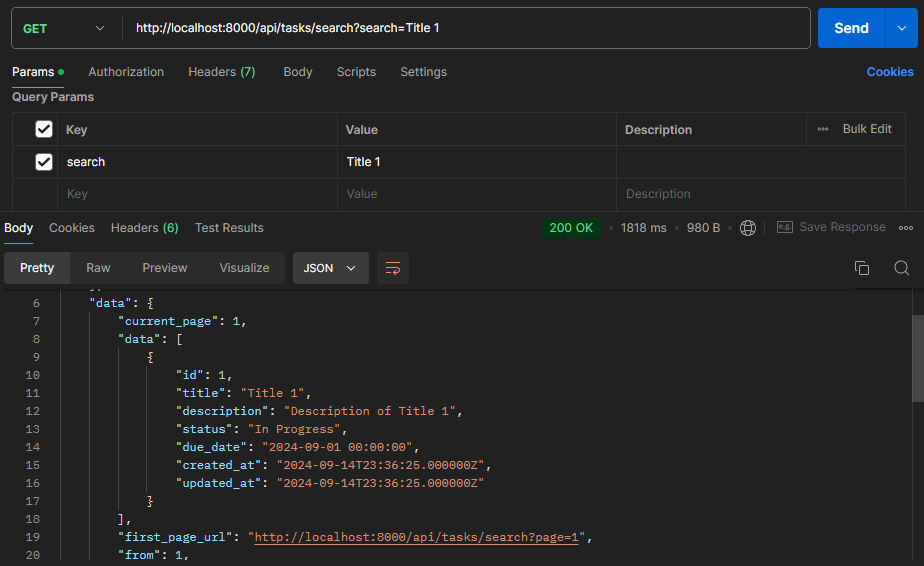 GET http://localhost:8000/api/tasks/search?search=Title 1 Send
Params Authorization Headers (7) Body Scripts Settings Cookies
Query Params
Key Value Description ••• Bulk Edit
search Title 1
Key Value Description
Body Cookies Headers (6) Test Results 200 OK • 1818 ms • 980 B • e.g. Save Response •••
Pretty Raw Preview Visualize JSON
6 "data": {
7 "current_page": 1,
8 "data": [
9 {
10 "id": 1,
11 "title": "Title 1",
12 "description": "Description of Title 1",
13 "status": "In Progress",
14 "due_date": "2024-09-01 00:00:00",
15 "created_at": "2024-09-14T23:36:25.000000Z",
16 "updated_at": "2024-09-14T23:36:25.000000Z"
17 }
18 ],
19 "first_page_url": "http://localhost:8000/api/tasks/search?page=1",
20 "from": 1,